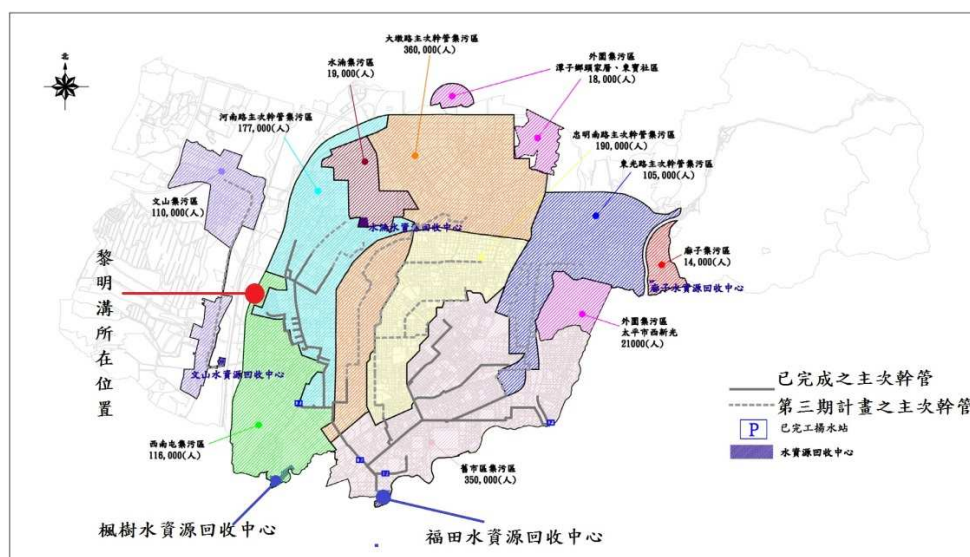 北
大墩路主次幹管集污區
360,000(人)
水湳集污區
19,000(人)
外圍集污區
潭子鄉頭家厝、東寶社區
18,000(人)
河南路主次幹管集污區
177,000(人)
忠明南路主次幹管集污區
190,000(人)
東光路主次幹管集污區
105,000(人)
文山集污區
110,000(人)
水湳水資源回收中心
廍子集污區
14,000(人)
廍子水資源回收中心
黎明溝所在位置
外圍集污區
太平市西新光
21000(人)
文山水資源回收中心
已完成之主次幹管
第三期計畫之主次幹管
P
已完工揚水站
水資源回收中心
西南屯集污區
116,000(人)
舊市區集污區
350,000(人)
楓樹水資源回收中心
福田水資源回收中心